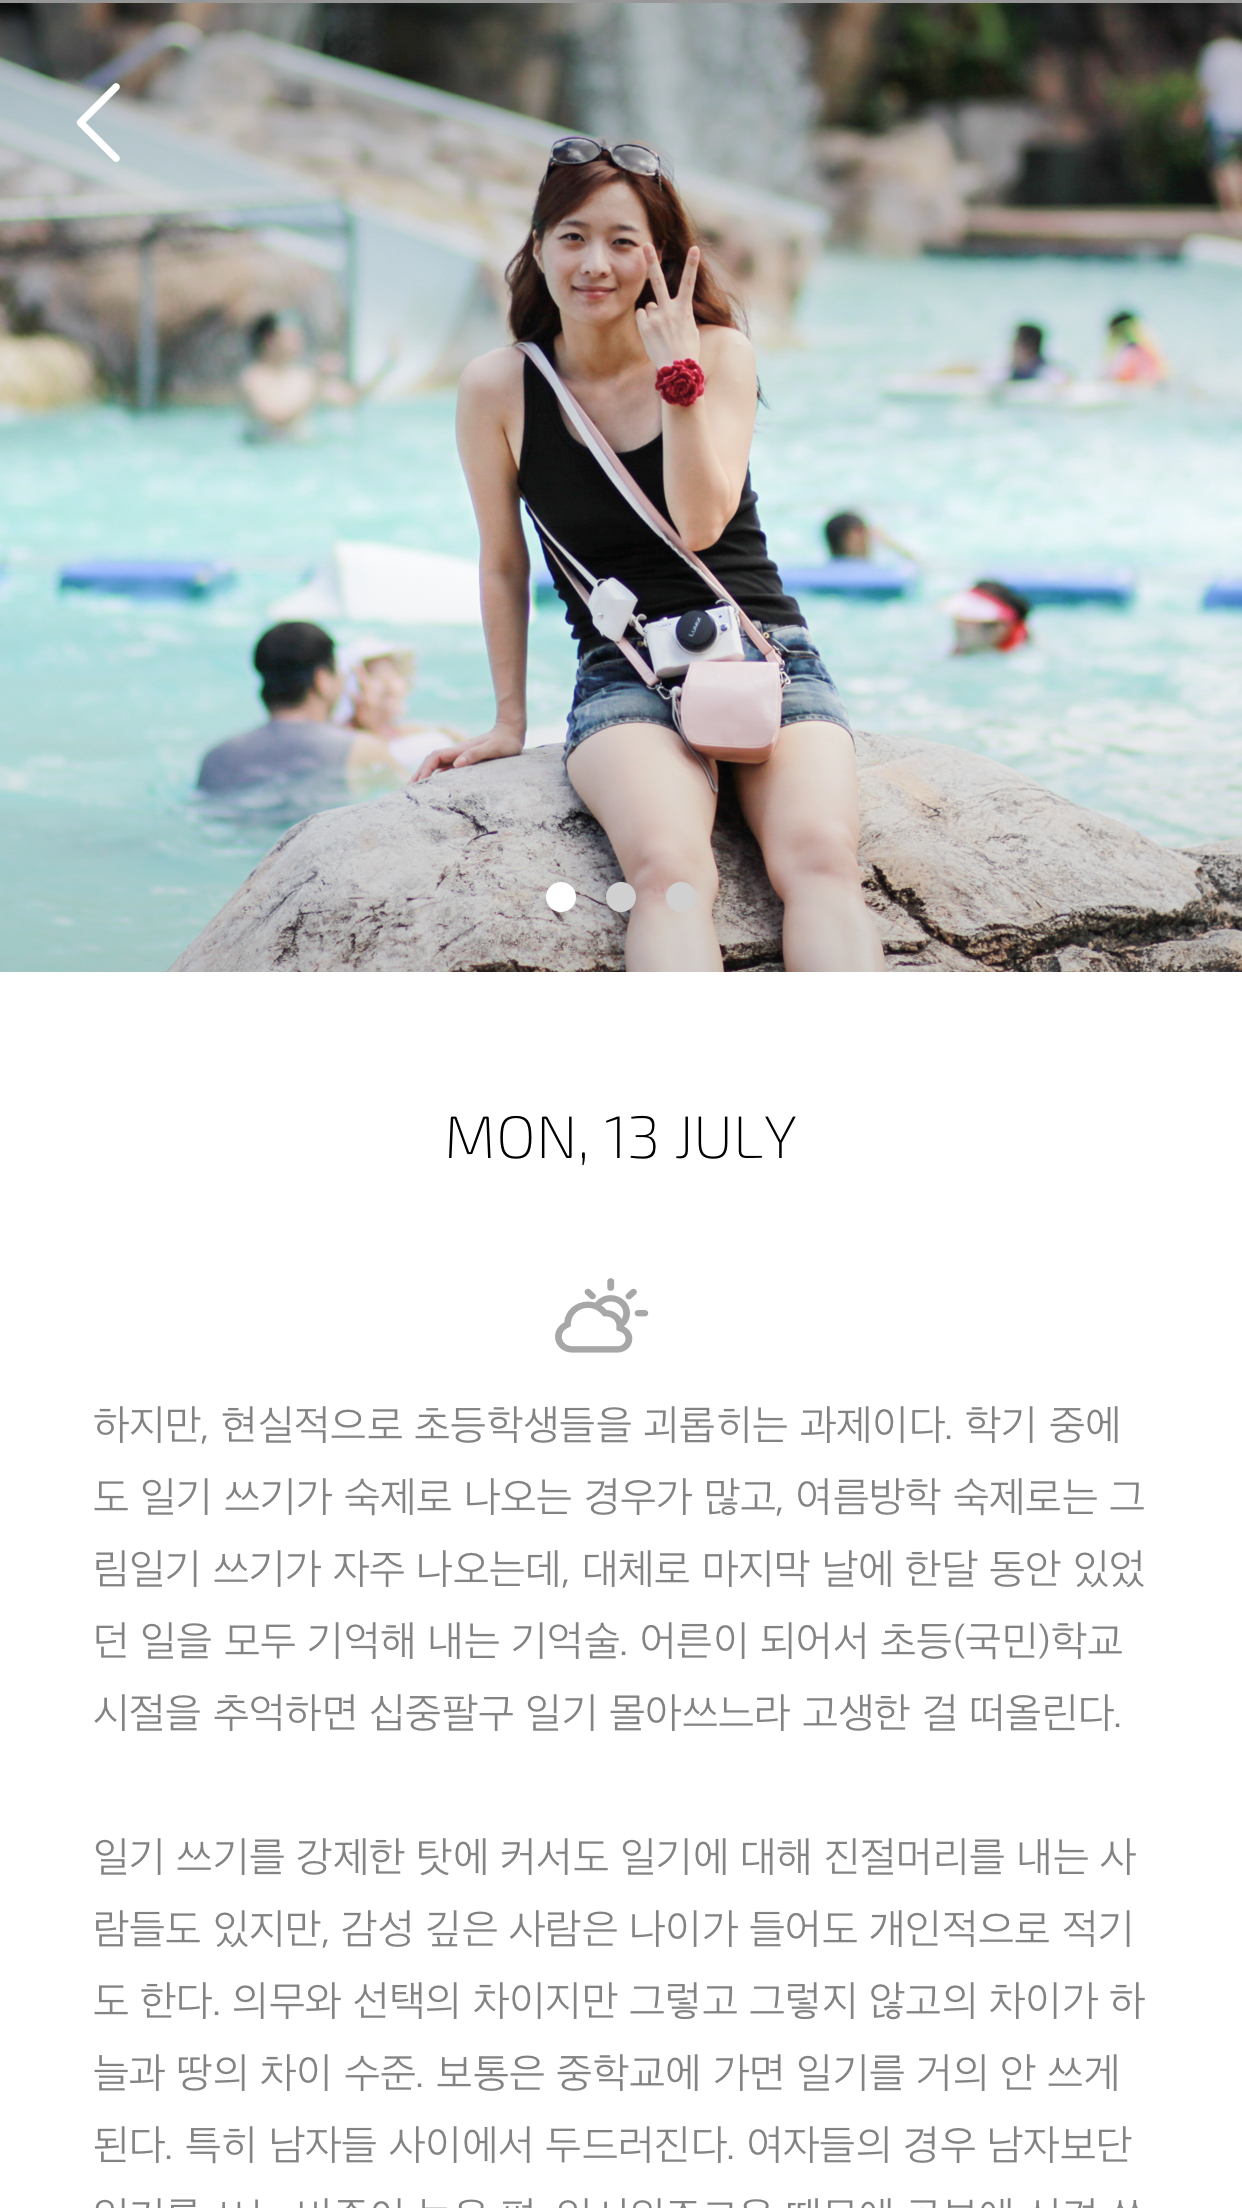 LUMIX
MON, 13 JULY
하지만, 현실적으로 초등학생들을 괴롭히는 과제이다. 학기 중에
도 일기 쓰기가 숙제로 나오는 경우가 많고, 여름방학 숙제로는 그
림일기 쓰기가 자주 나오는데, 대체로 마지막 날에 한달 동안 있었
던 일을 모두 기억해 내는 기억술. 어른이 되어서 초등(국민)학교
시절을 추억하면 십중팔구 일기 몰아쓰느라 고생한 걸 떠올린다.
일기 쓰기를 강제한 탓에 커서도 일기에 대해 진절머리를 내는 사
람들도 있지만, 감성 깊은 사람은 나이가 들어도 개인적으로 적기
도 한다. 의무와 선택의 차이지만 그렇고 그렇지 않고의 차이가 하
늘과 땅의 차이 수준. 보통은 중학교에 가면 일기를 거의 안 쓰게
된다. 특히 남자들 사이에서 두드러진다. 여자들의 경우 남자보단